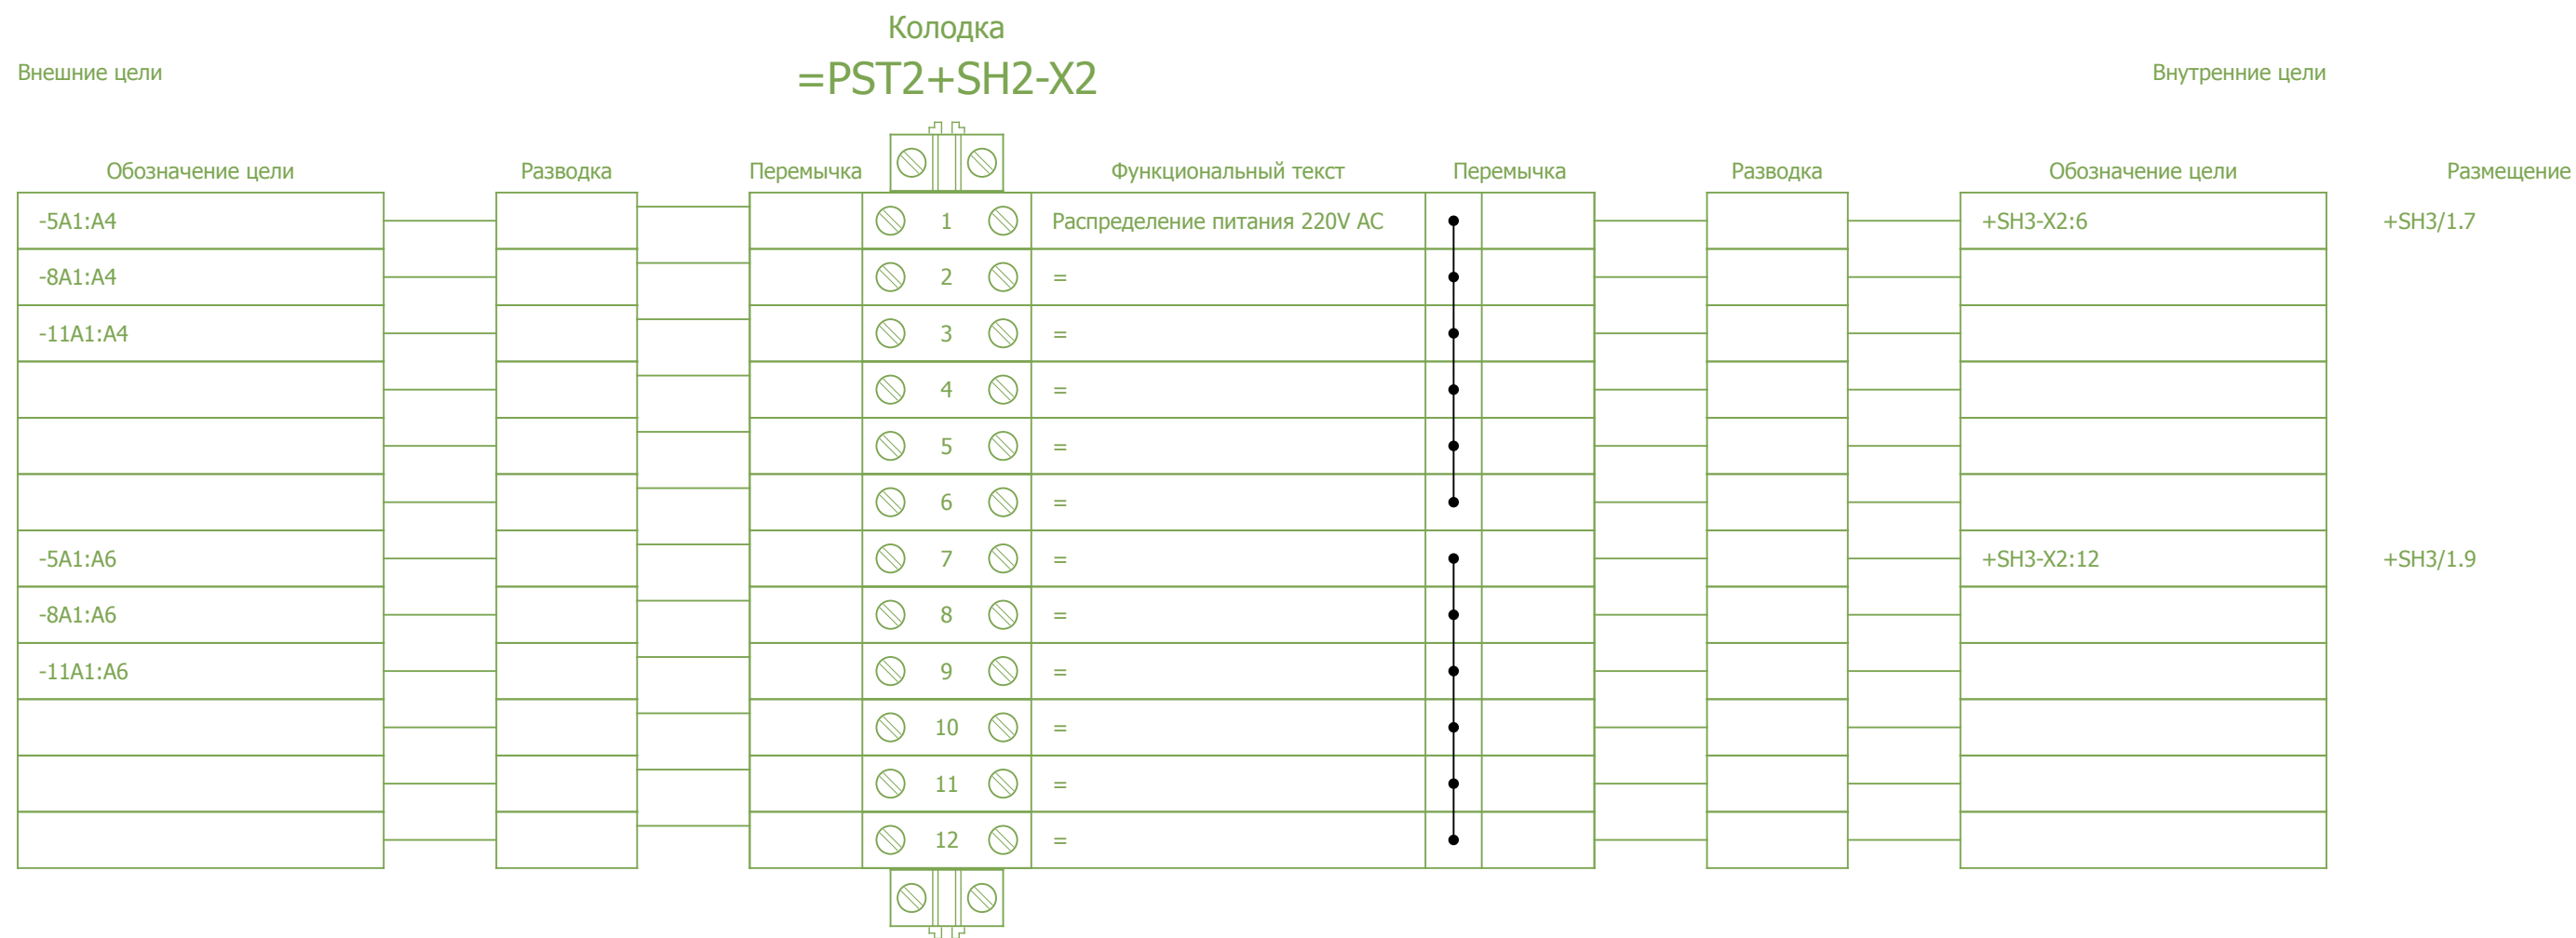 Колодка
Внешние цели
=PST2+SH2-X2
Внутренние цели
Обозначение цели Разводка Перемычка Функциональный текст Перемычка Разводка Обозначение цели Размещение
-5A1:A4 1 Распределение питания 220V AC +SH3-X2:6 +SH3/1.7
-8A1:A4 2 =
-11A1:A4 3 =
4 =
5 =
6 =
-5A1:A6 7 = +SH3-X2:12 +SH3/1.9
-8A1:A6 8 =
-11A1:A6 9 =
10 =
11 =
12 =